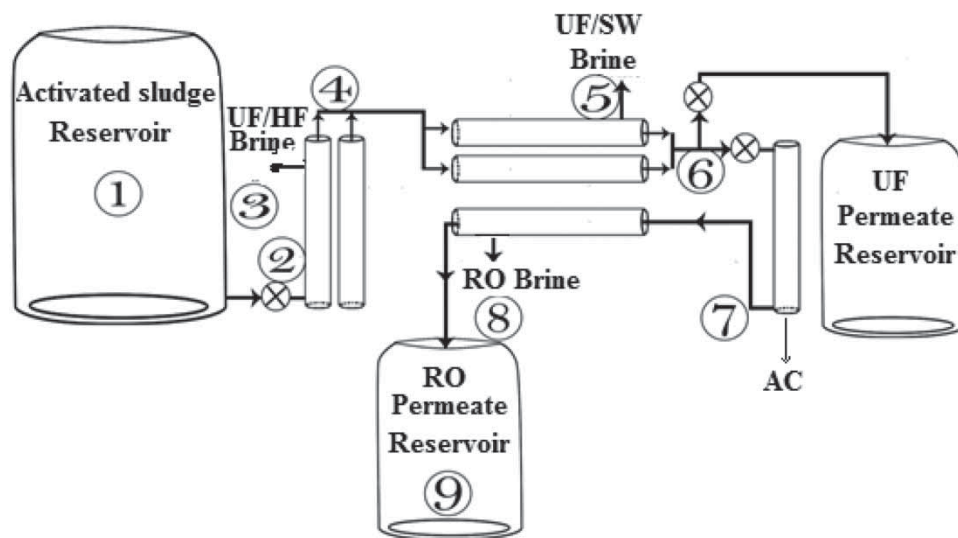 Activated sludge
Reservoir
1
2
3
UF/HF
Brine
4
UF/SW
Brine
5
6
UF
Permeate
Reservoir
7
AC
RO Brine
8
RO
Permeate
Reservoir
9